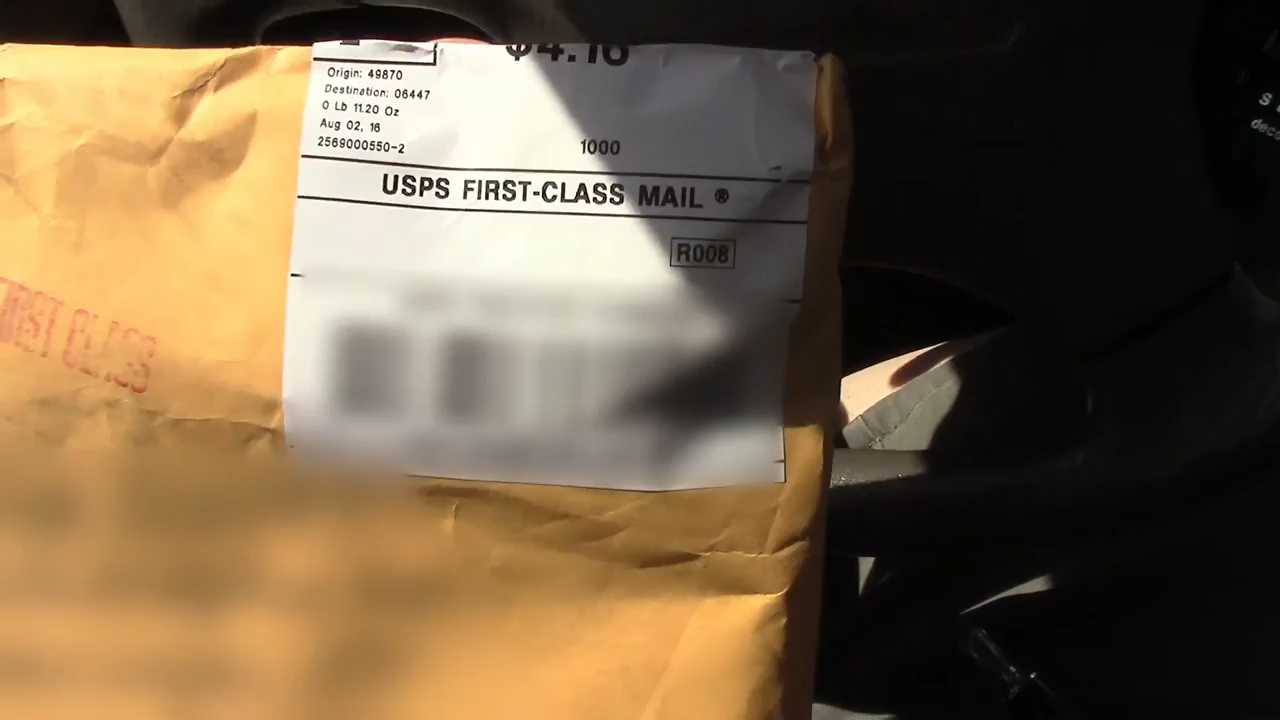 $4.16
Origin: 49870
Destination: 06447
0 Lb 11.20 Oz
Aug 02, 16
2569000550-2
1000
USPS FIRST-CLASS MAIL ®
R008
CLASS